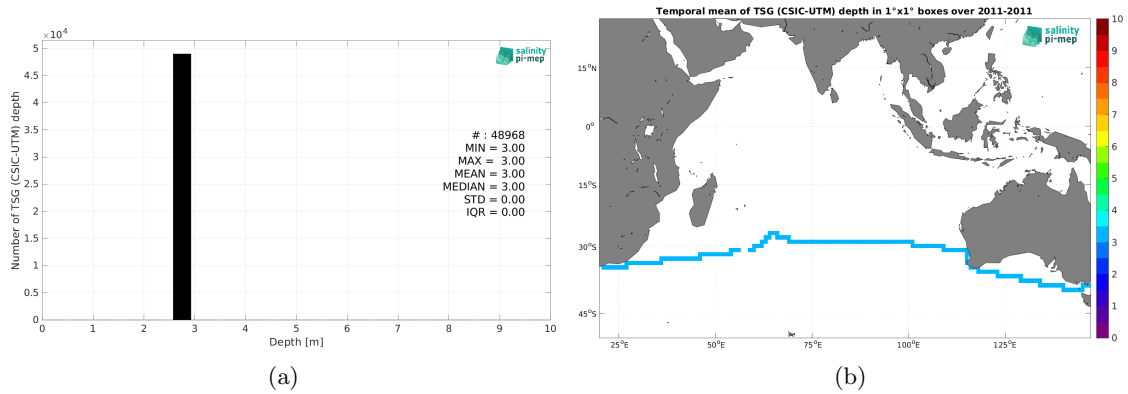 ×10⁴
5
4.5
4
3.5
3
2.5
2
1.5
1
0.5
0
Number of TSG (CSIC-UTM) depth
0 1 2 3 4 5 6 7 8 9 10
Depth [m]
salinity
pi-mep
# : 48968
MIN = 3.00
MAX = 3.00
MEAN = 3.00
MEDIAN = 3.00
STD = 0.00
IQR = 0.00
(a)
Temporal mean of TSG (CSIC-UTM) depth in 1°x1° boxes over 2011-2011
salinity
pi-mep
15°N
0°
15°S
30°S
45°S
25°E 50°E 75°E 100°E 125°E
10
9
8
7
6
5
4
3
2
1
0
(b)